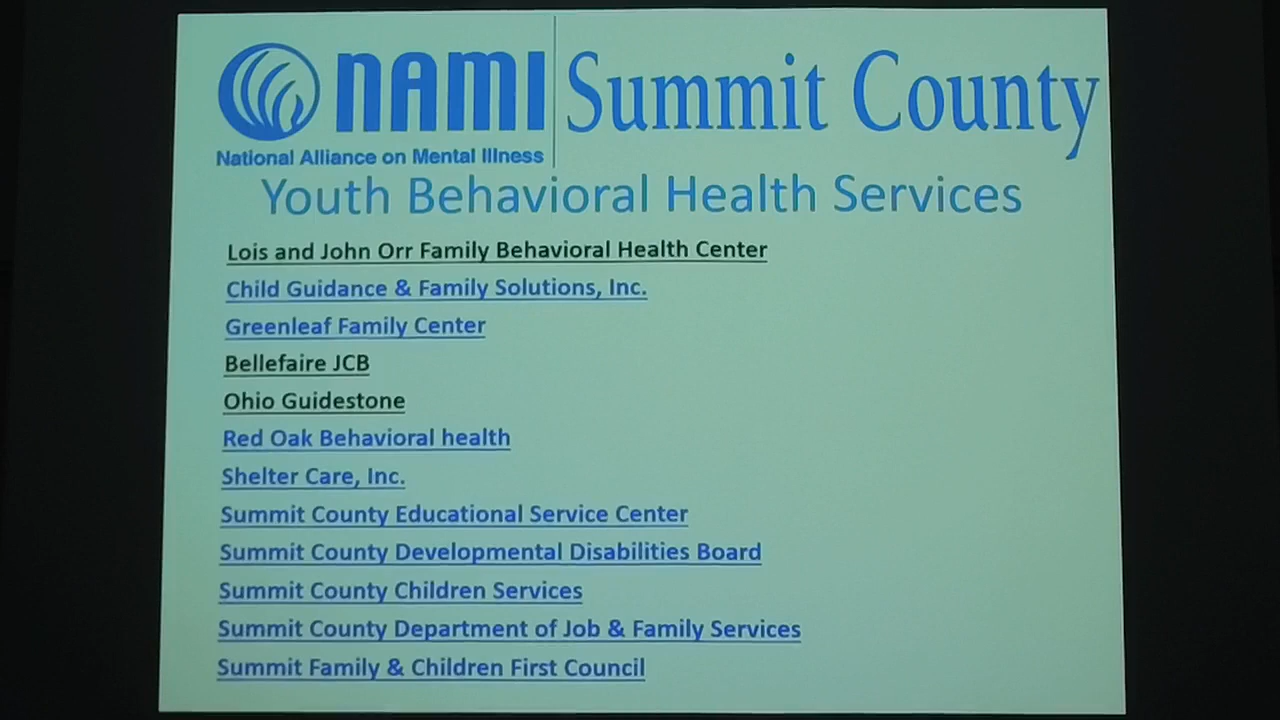 NAMI Summit County
National Alliance on Mental Illness
Youth Behavioral Health Services
Lois and John Orr Family Behavioral Health Center
Child Guidance & Family Solutions, Inc.
Greenleaf Family Center
Bellefaire JCB
Ohio Guidestone
Red Oak Behavioral health
Shelter Care, Inc.
Summit County Educational Service Center
Summit County Developmental Disabilities Board
Summit County Children Services
Summit County Department of Job & Family Services
Summit Family & Children First Council